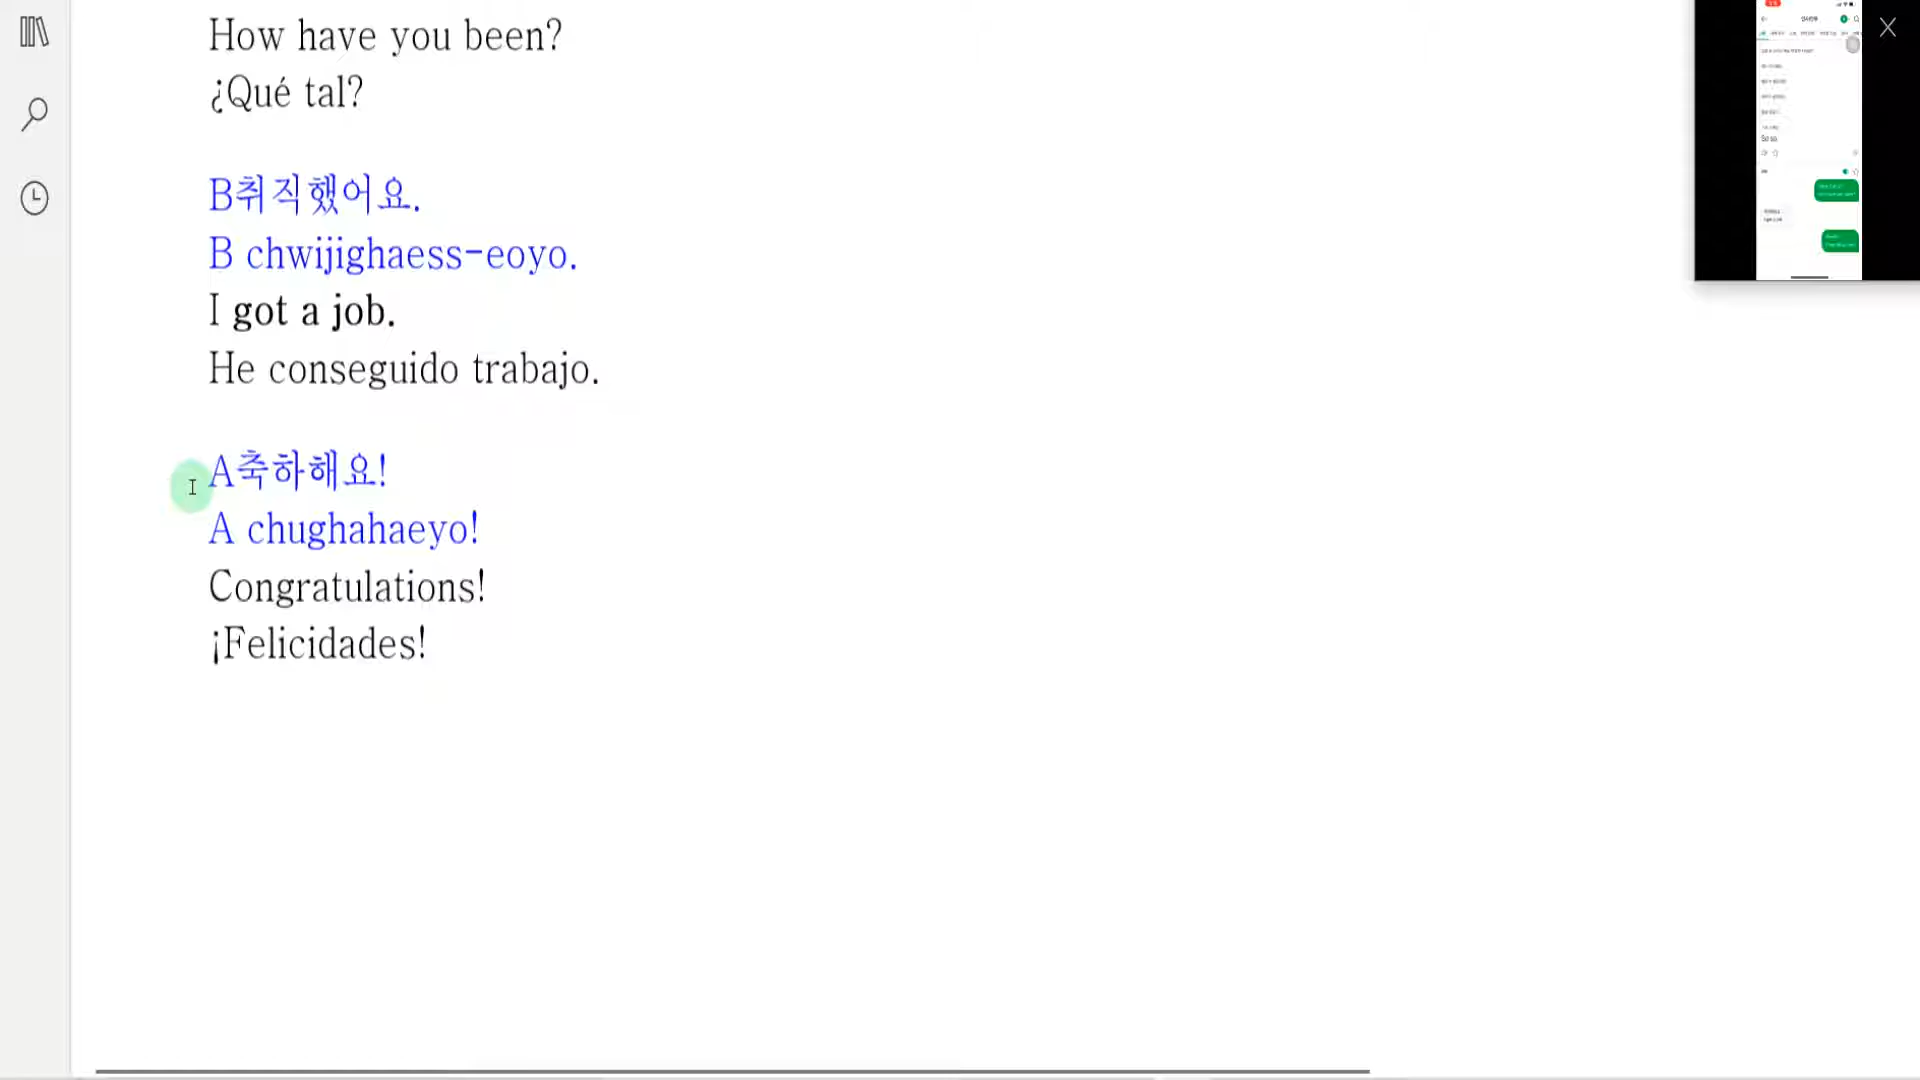 How have you been?
¿Qué tal?
B취직했어요.
B chwijighaess-eoyo.
I got a job.
He conseguido trabajo.
A축하해요!
A chughahaeyo!
Congratulations!
¡Felicidades!